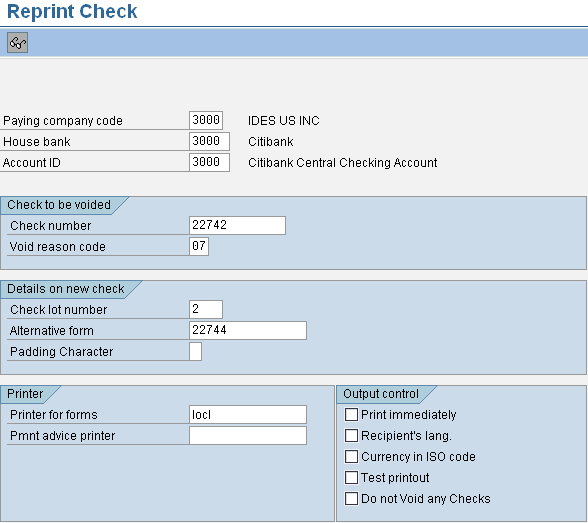 Reprint Check
Paying company code 3000 IDES US INC
House bank 3000 Citibank
Account ID 3000 Citibank Central Checking Account
Check to be voided
Check number 22742
Void reason code 07
Details on new check
Check lot number 2
Alternative form 22744
Padding Character
Printer
Printer for forms locl
Pmnt advice printer
Output control
Print immediately
Recipient's lang.
Currency in ISO code
Test printout
Do not Void any Checks